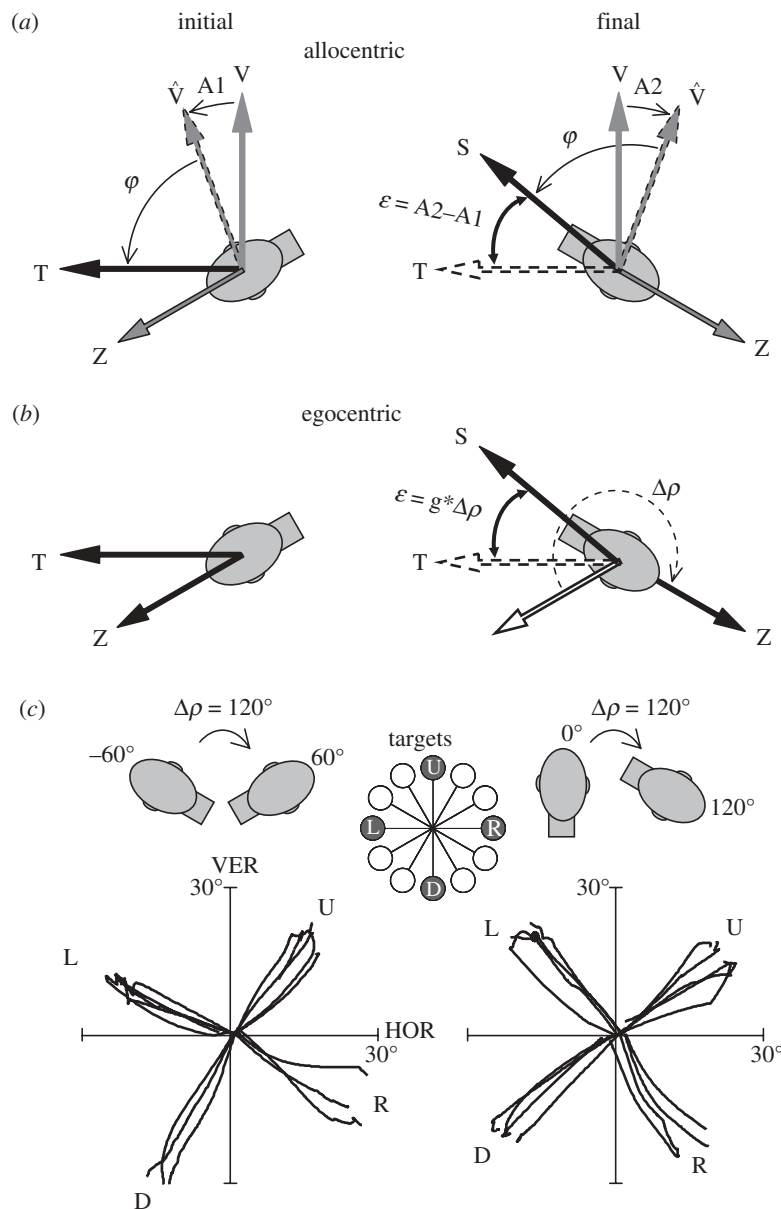 (a)
initial
final
allocentric
V̂
A1
V
φ
T
Z
V
A2
V̂
S
φ
ε = A2–A1
T
Z
(b)
egocentric
T
Z
S
ε = g*Δρ
Δρ
T
Z
(c)
Δρ = 120°
–60°
60°
targets
U
L
R
D
0°
Δρ = 120°
120°
VER
30°
U
L
HOR
30°
R
D
30°
L
U
30°
D
R